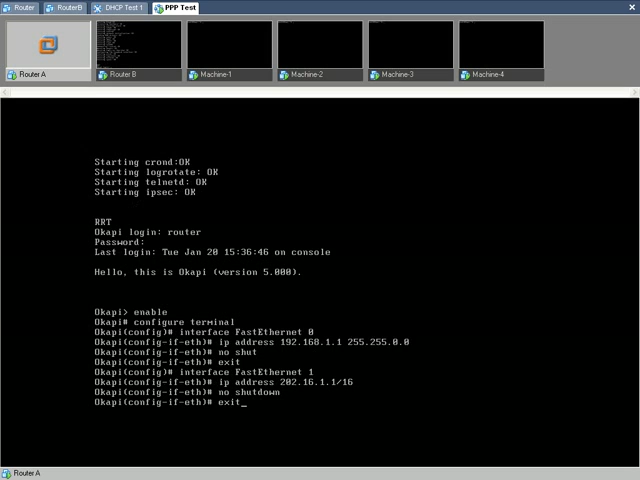 Router RouterB DHCP Test 1 PPP Test
Router A Router B Machine-1 Machine-2 Machine-3 Machine-4
Starting crond:OK
Starting logrotate: OK
Starting telnetd: OK
Starting ipsec: OK
RRT
Okapi login: router
Password:
Last login: Tue Jan 20 15:36:46 on console
Hello, this is Okapi (version 5.000).
Okapi> enable
Okapi# configure terminal
Okapi(config)# interface FastEthernet 0
Okapi(config-if-eth)# ip address 192.168.1.1 255.255.0.0
Okapi(config-if-eth)# no shut
Okapi(config-if-eth)# exit
Okapi(config)# interface FastEthernet 1
Okapi(config-if-eth)# ip address 202.16.1.1/16
Okapi(config-if-eth)# no shutdown
Okapi(config-if-eth)# exit_
Router A